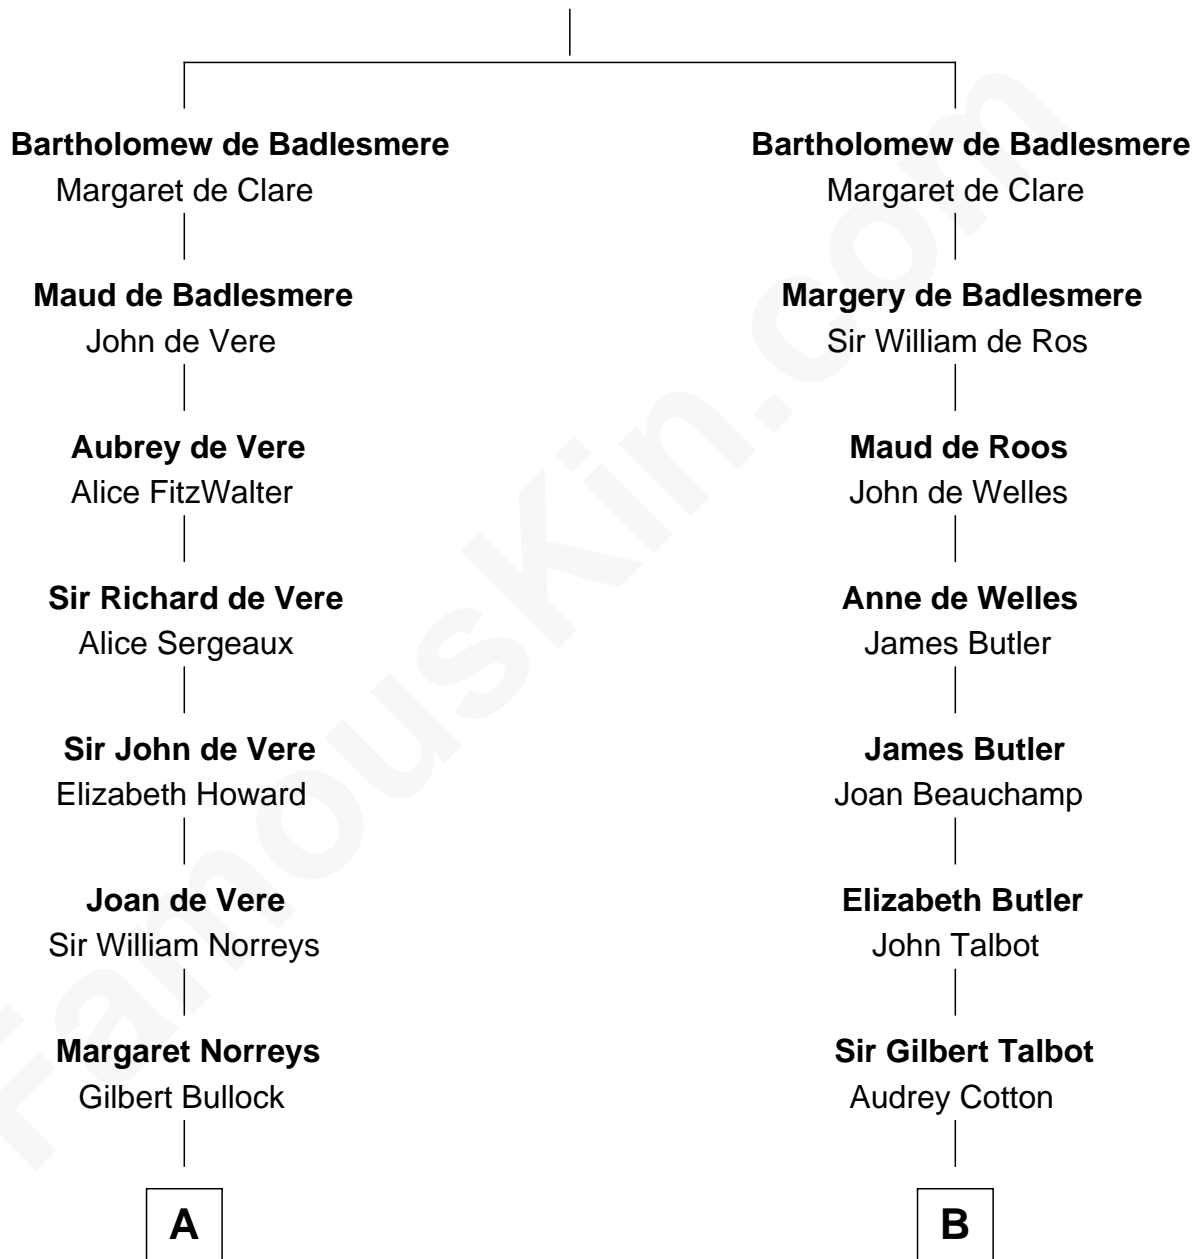 Bartholomew de Badlesmere
Margaret de Clare
Maud de Badlesmere
John de Vere
Aubrey de Vere
Alice FitzWalter
Sir Richard de Vere
Alice Sergeaux
Sir John de Vere
Elizabeth Howard
Joan de Vere
Sir William Norreys
Margaret Norreys
Gilbert Bullock
A
Bartholomew de Badlesmere
Margaret de Clare
Margery de Badlesmere
Sir William de Ros
Maud de Roos
John de Welles
Anne de Welles
James Butler
James Butler
Joan Beauchamp
Elizabeth Butler
John Talbot
Sir Gilbert Talbot
Audrey Cotton
B
FamousKin.com